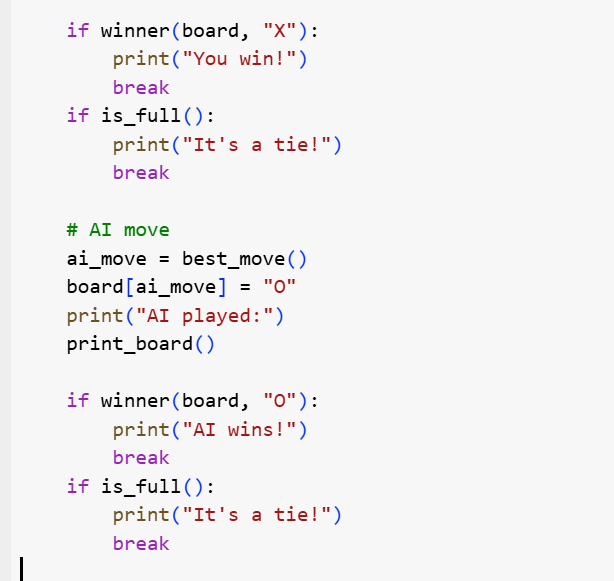 if winner(board, "X"):
    print("You win!")
    break
if is_full():
    print("It's a tie!")
    break

# AI move
ai_move = best_move()
board[ai_move] = "O"
print("AI played:")
print_board()

if winner(board, "O"):
    print("AI wins!")
    break
if is_full():
    print("It's a tie!")
    break